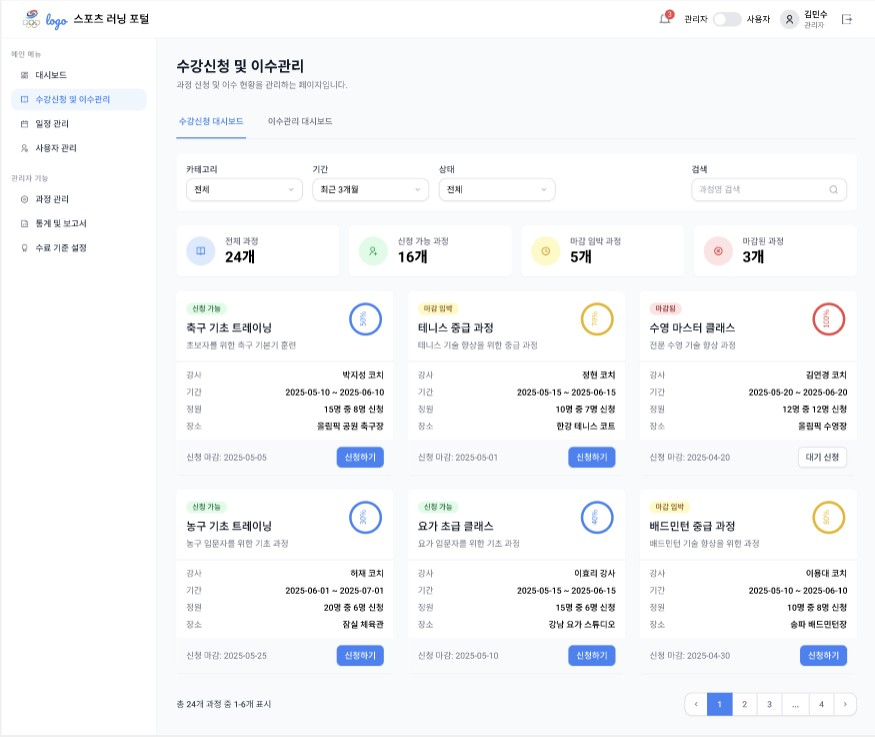 logo 스포츠 러닝 포털
3 관리자 사용자 김민수
관리자
메인 메뉴
대시보드
수강신청 및 이수관리
일정 관리
사용자 관리
관리자 기능
과정 관리
통계 및 보고서
수료 기준 설정
수강신청 및 이수관리
과정 신청 및 이수 현황을 관리하는 페이지입니다.
수강신청 대시보드 이수관리 대시보드
카테고리 기간 상태 검색
전체 최근 3개월 전체 과정명 검색
전체 과정
24개
신청 가능 과정
16개
마감 임박 과정
5개
마감된 과정
3개
신청 가능
축구 기초 트레이닝
초보자를 위한 축구 기본기 훈련
50%
강사 박지성 코치
기간 2025-05-10 ~ 2025-06-10
정원 15명 중 8명 신청
장소 올림픽 공원 축구장
신청 마감: 2025-05-05 신청하기
마감 임박
테니스 중급 과정
테니스 기술 향상을 위한 중급 과정
70%
강사 정현 코치
기간 2025-05-15 ~ 2025-06-15
정원 10명 중 7명 신청
장소 한강 테니스 코트
신청 마감: 2025-05-01 신청하기
마감됨
수영 마스터 클래스
전문 수영 기술 향상 과정
100%
강사 김연경 코치
기간 2025-05-20 ~ 2025-06-20
정원 12명 중 12명 신청
장소 올림픽 수영장
신청 마감: 2025-04-20 대기 신청
신청 가능
농구 기초 트레이닝
농구 입문자를 위한 기초 과정
30%
강사 허재 코치
기간 2025-06-01 ~ 2025-07-01
정원 20명 중 6명 신청
장소 잠실 체육관
신청 마감: 2025-05-25 신청하기
신청 가능
요가 초급 클래스
요가 입문자를 위한 기초 과정
40%
강사 이효리 강사
기간 2025-05-15 ~ 2025-06-15
정원 15명 중 6명 신청
장소 강남 요가 스튜디오
신청 마감: 2025-05-10 신청하기
마감 임박
배드민턴 중급 과정
배드민턴 기술 향상을 위한 과정
80%
강사 이용대 코치
기간 2025-05-10 ~ 2025-06-10
정원 10명 중 8명 신청
장소 송파 배드민턴장
신청 마감: 2025-04-30 신청하기
총 24개 과정 중 1-6개 표시
‹ 1 2 3 ... 4 ›